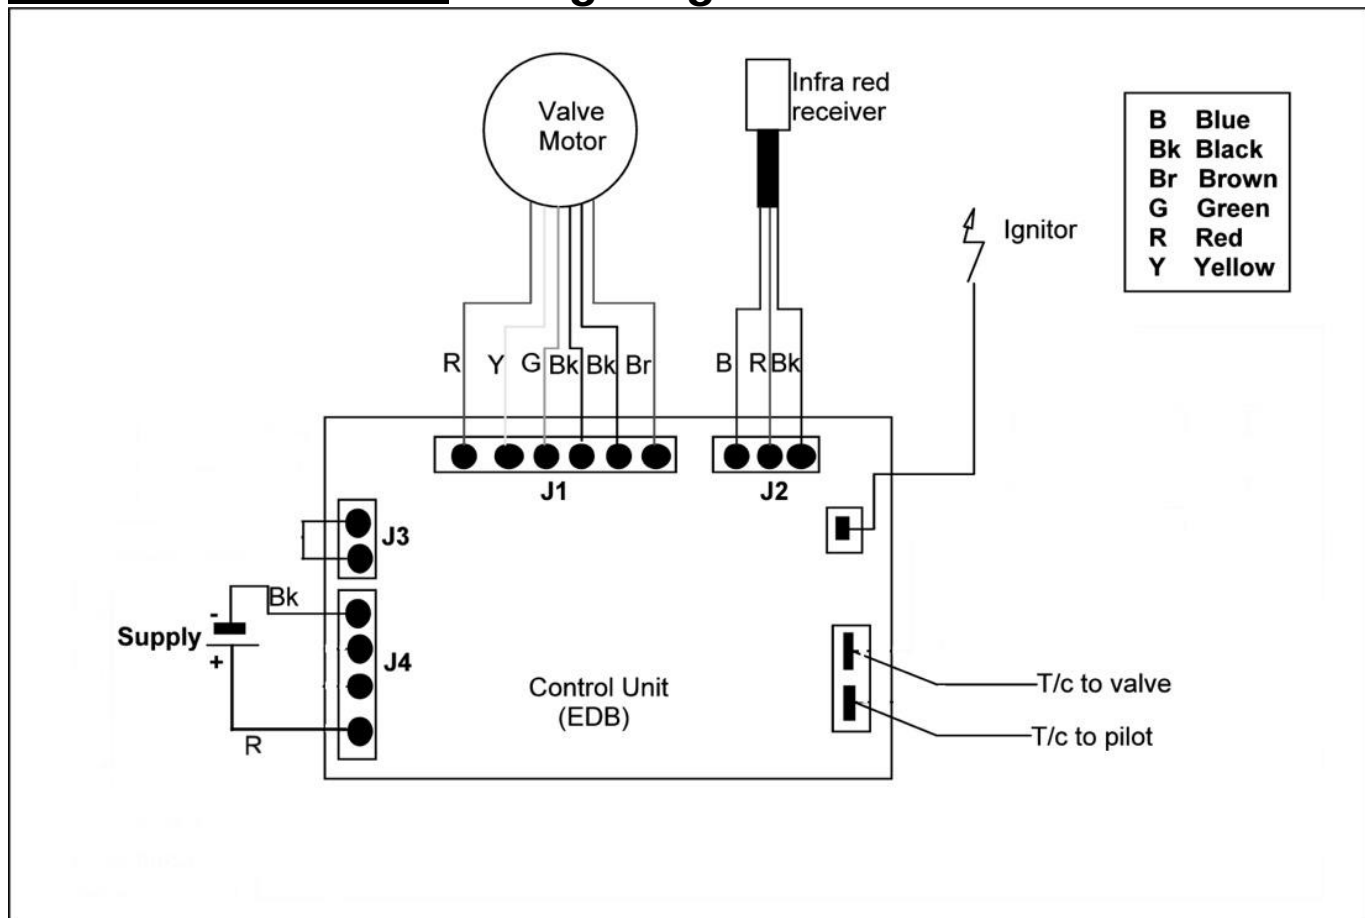 Valve
Motor
Infra red
receiver
B Blue
Bk Black
Br Brown
G Green
R Red
Y Yellow
Ignitor
R Y G Bk Bk Br
B R Bk
J1
J2
J3
Bk
-
Supply
+
J4
R
Control Unit
(EDB)
T/c to valve
T/c to pilot